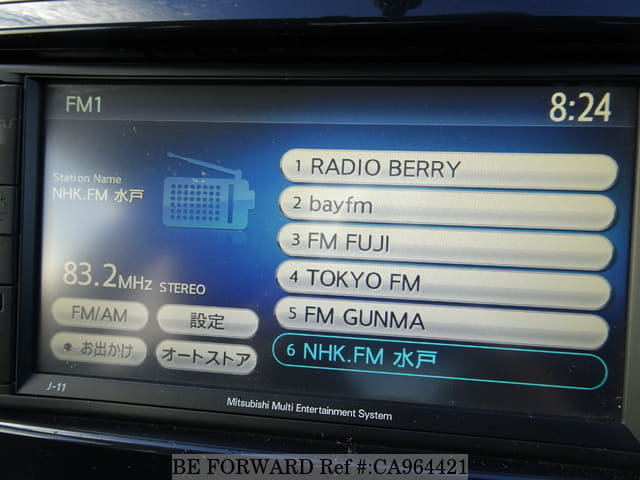 FM1
8:24
Station Name
NHK.FM 水戸
83.2MHz STEREO
FM/AM
設定
お出かけ
オートストア
1 RADIO BERRY
2 bayfm
3 FM FUJI
4 TOKYO FM
5 FM GUNMA
6 NHK.FM 水戸
J-11
Mitsubishi Multi Entertainment System
BE FORWARD Ref #:CA964421